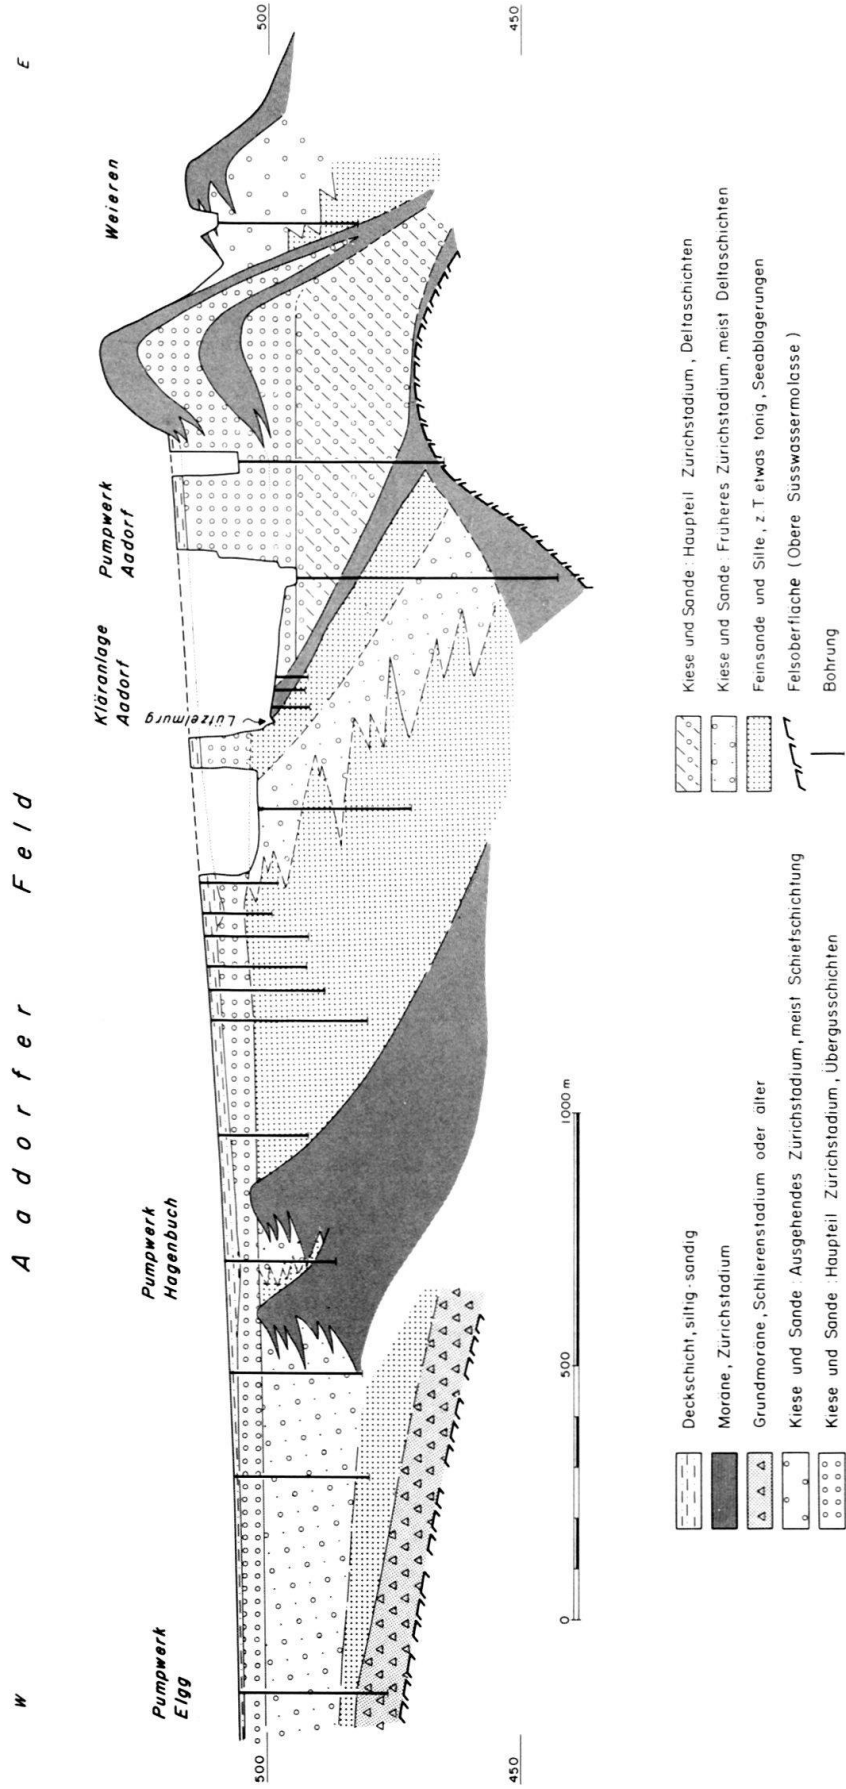 Aadorfer Feld
W
E
Pumpwerk
Elgg
Pumpwerk
Hagenbuch
Kläranlage
Aadorf
Pumpwerk
Aadorf
Weieren
Lützelmurg
500
500
450
450
0
500
1000 m
Deckschicht, siltig-sandig
Moräne, Zürichstadium
Grundmoräne, Schlierenstadium oder älter
Kiese und Sande : Ausgehendes Zürichstadium, meist Schiefschichtung
Kiese und Sande : Haupteil Zürichstadium, Übergusschichten
Kiese und Sande : Haupteil Zürichstadium, Deltaschichten
Kiese und Sande : Früheres Zürichstadium, meist Deltaschichten
Feinsande und Silte, z.T. etwas tonig, Seeablagerungen
Felsoberfläche (Obere Süsswassermolasse)
Bohrung